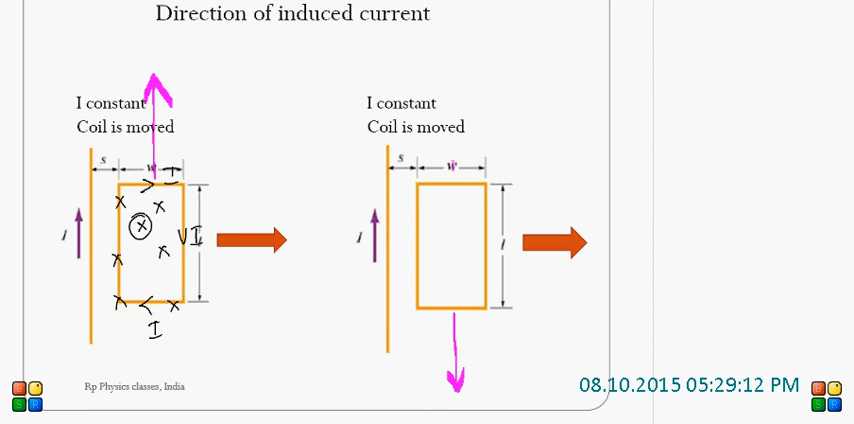 Direction of induced current
I constant
Coil is moved
I constant
Coil is moved
s w I
s w
I
V I
I l
I
Rp Physics classes, India
08.10.2015 05:29:12 PM